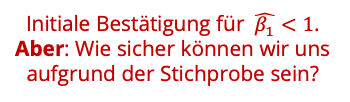 Initiale Bestätigung für $\widehat{\beta_1} < 1$.
Aber: Wie sicher können wir uns
aufgrund der Stichprobe sein?